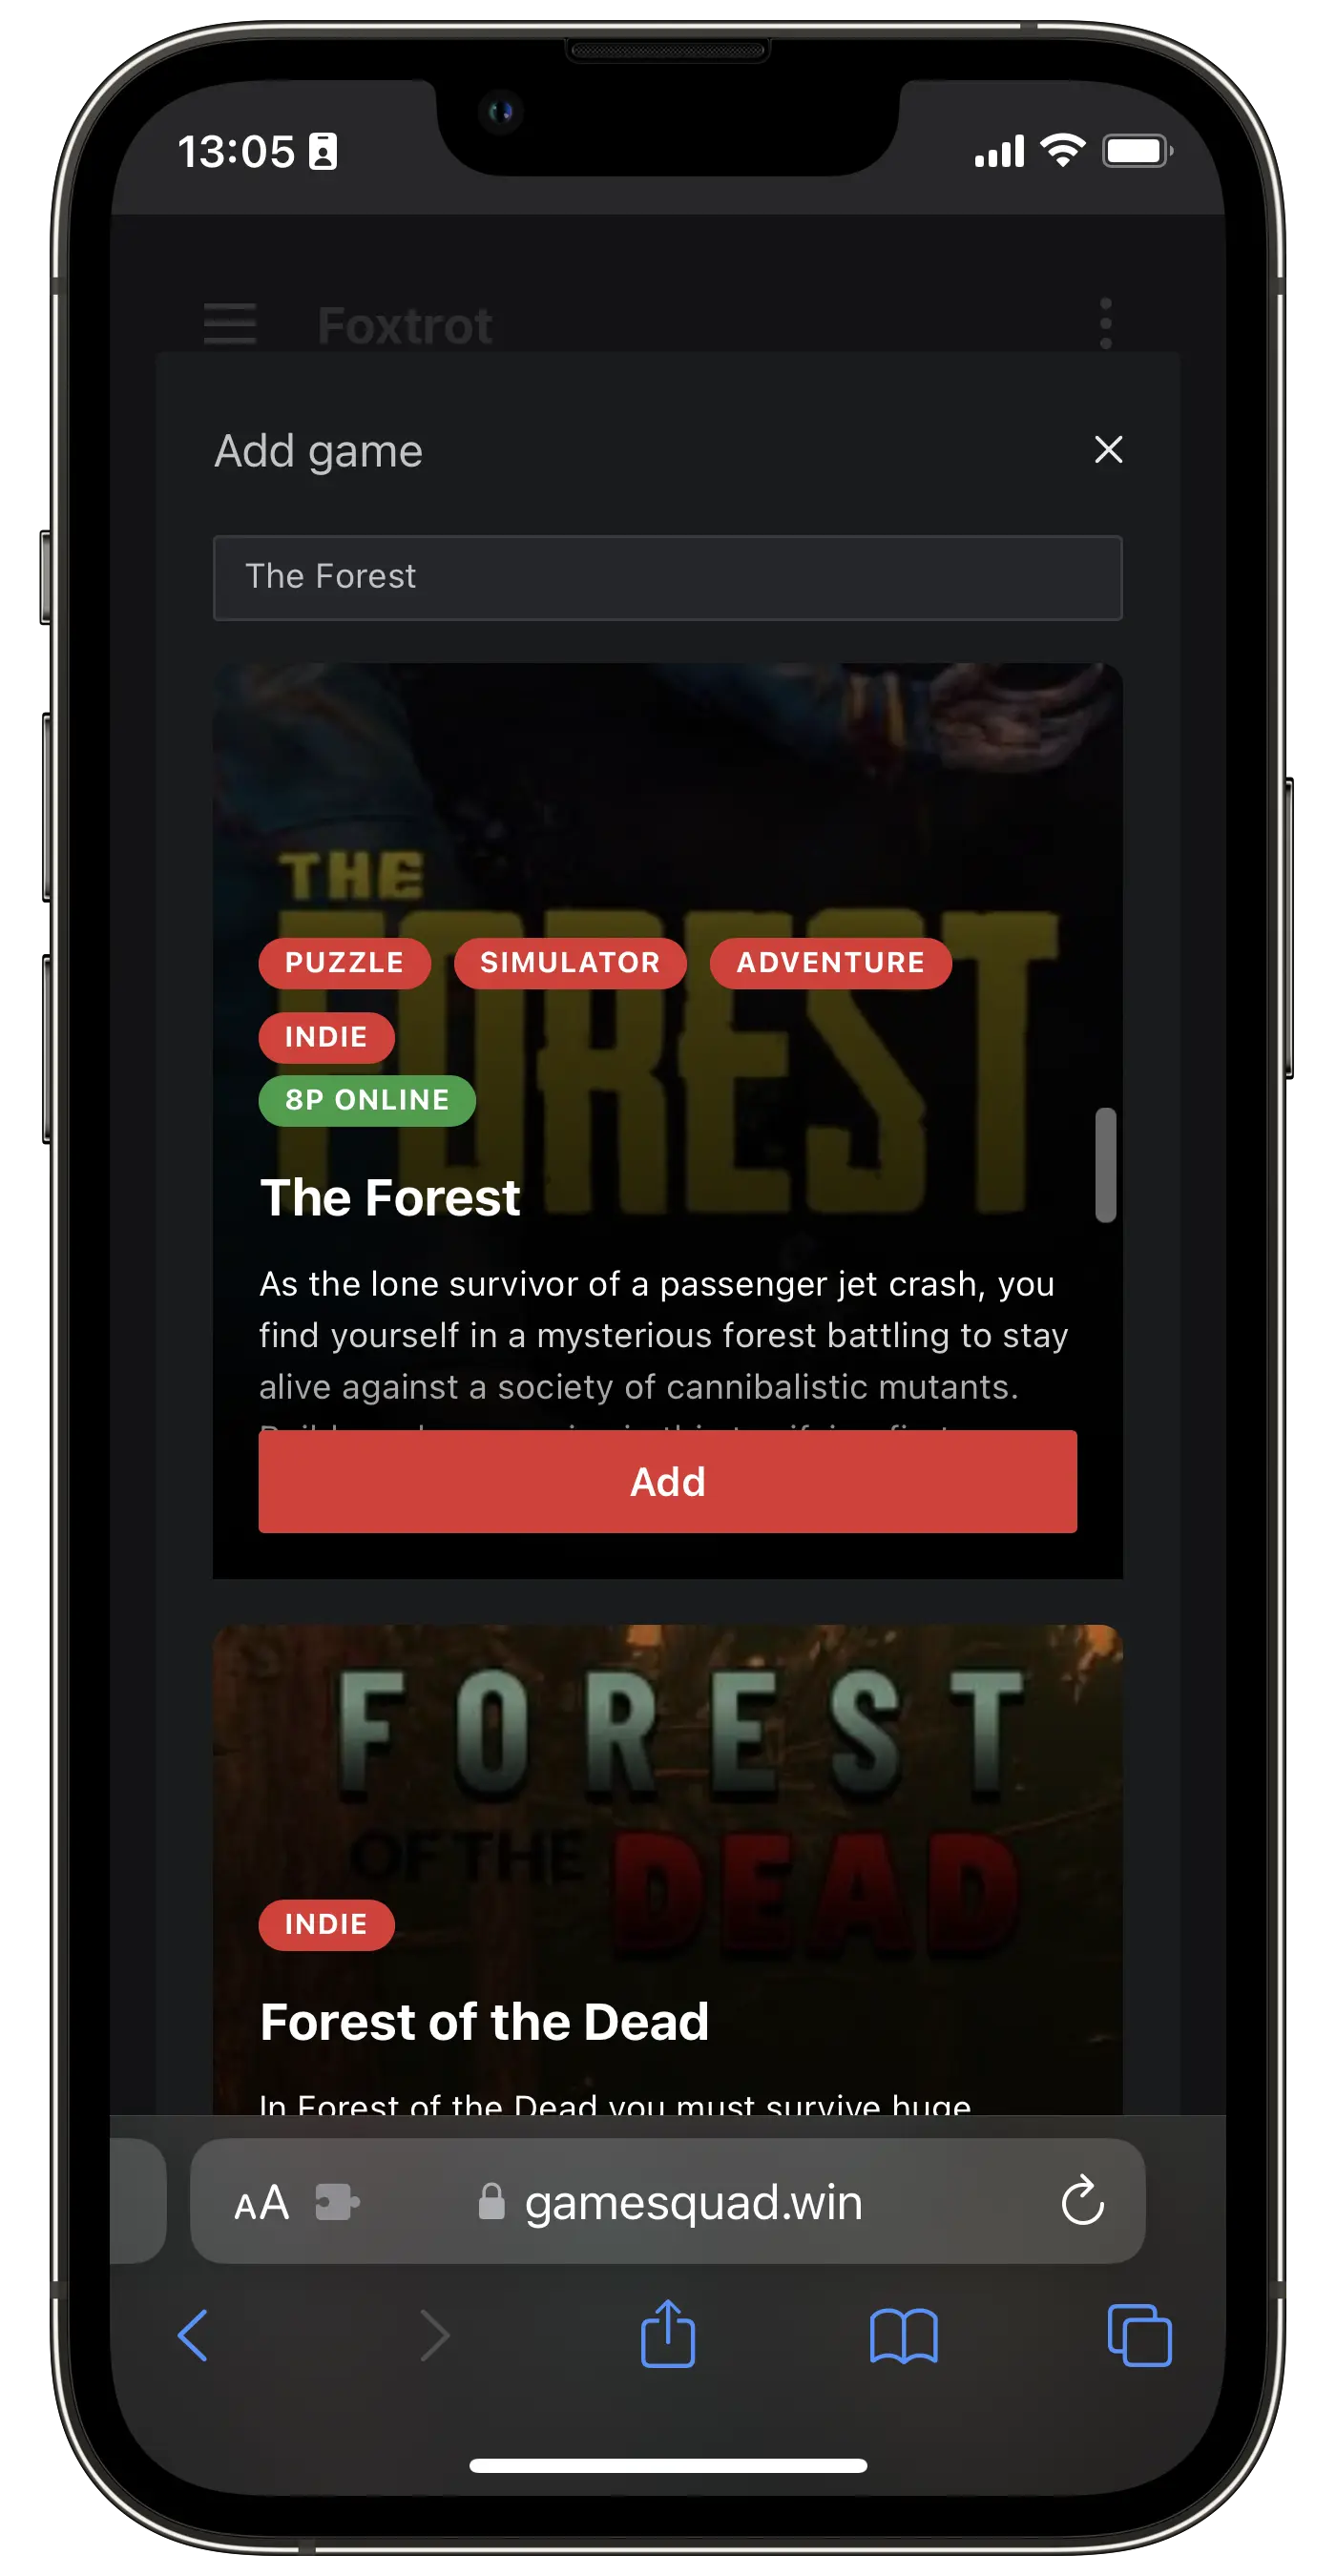 13:05
Foxtrot
Add game
The Forest
THE
FOREST
PUZZLE SIMULATOR ADVENTURE
INDIE
8P ONLINE
The Forest
As the lone survivor of a passenger jet crash, you
find yourself in a mysterious forest battling to stay
alive against a society of cannibalistic mutants.
Add
FOREST
OF THE DEAD
INDIE
Forest of the Dead
In Forest of the Dead you must survive huge
AA gamesquad.win